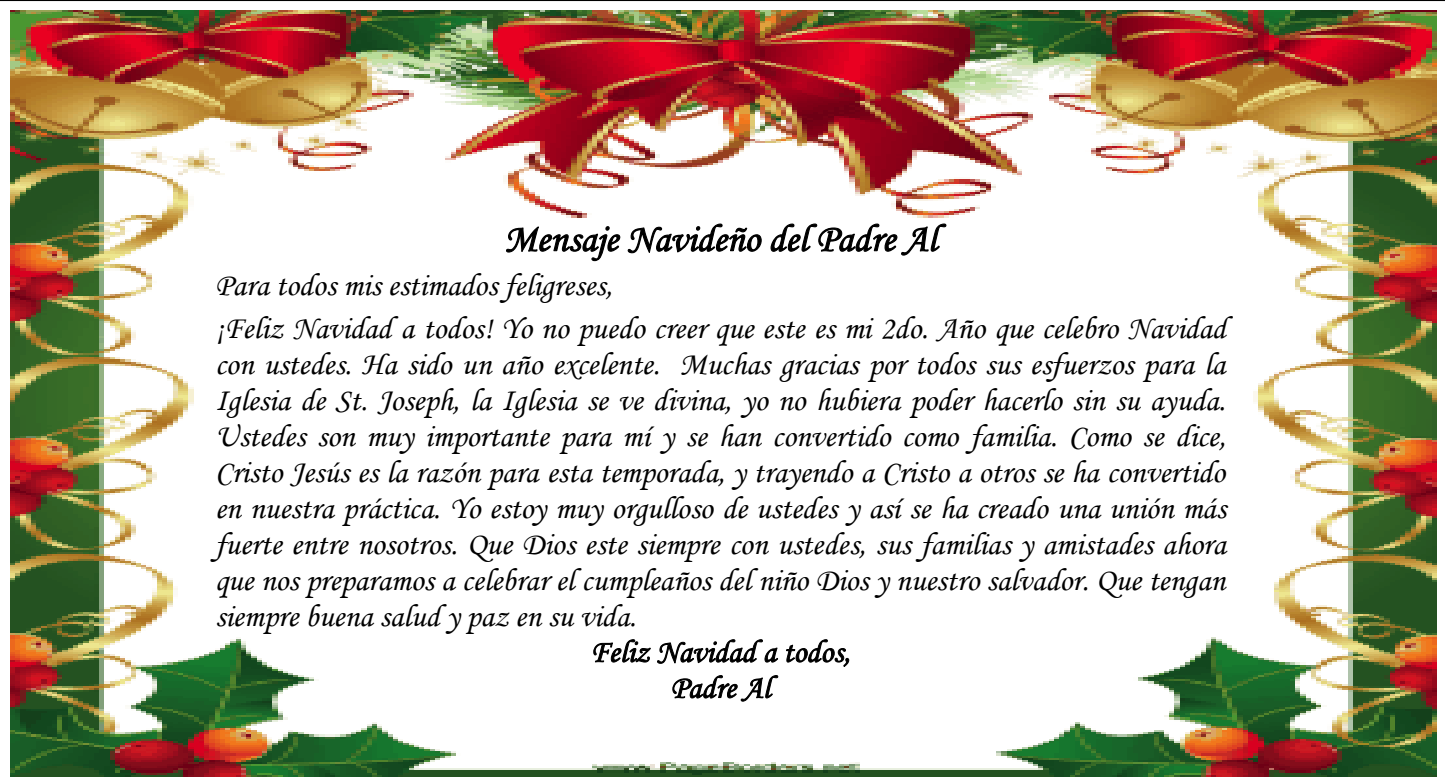 Mensaje Navideño del Padre Al
Para todos mis estimados feligreses,
¡Feliz Navidad a todos! Yo no puedo creer que este es mi 2do. Año que celebro Navidad
con ustedes. Ha sido un año excelente. Muchas gracias por todos sus esfuerzos para la
Iglesia de St. Joseph, la Iglesia se ve divina, yo no hubiera poder hacerlo sin su ayuda.
Ustedes son muy importante para mí y se han convertido como familia. Como se dice,
Cristo Jesús es la razón para esta temporada, y trayendo a Cristo a otros se ha convertido
en nuestra práctica. Yo estoy muy orgulloso de ustedes y así se ha creado una unión más
fuerte entre nosotros. Que Dios este siempre con ustedes, sus familias y amistades ahora
que nos preparamos a celebrar el cumpleaños del niño Dios y nuestro salvador. Que tengan
siempre buena salud y paz en su vida.
Feliz Navidad a todos,
Padre Al